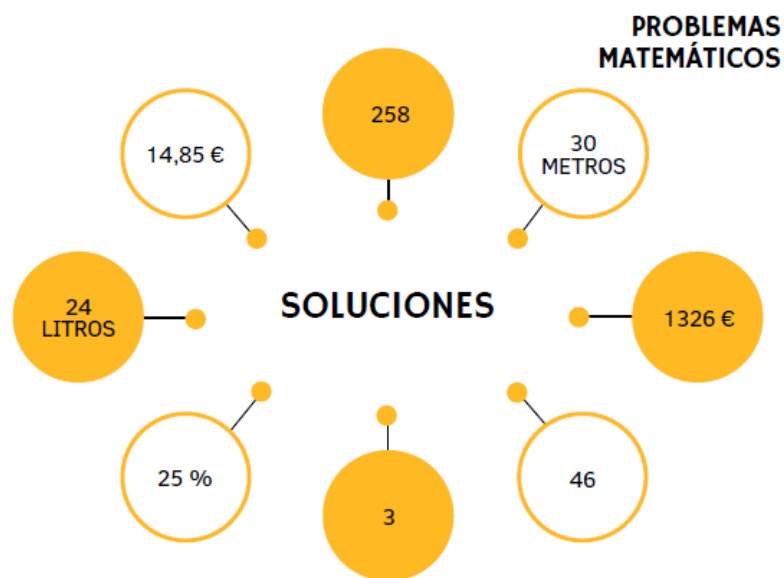 PROBLEMAS
MATEMÁTICOS
258
14,85 €
30
METROS
24
LITROS
SOLUCIONES
1326 €
25 %
3
46